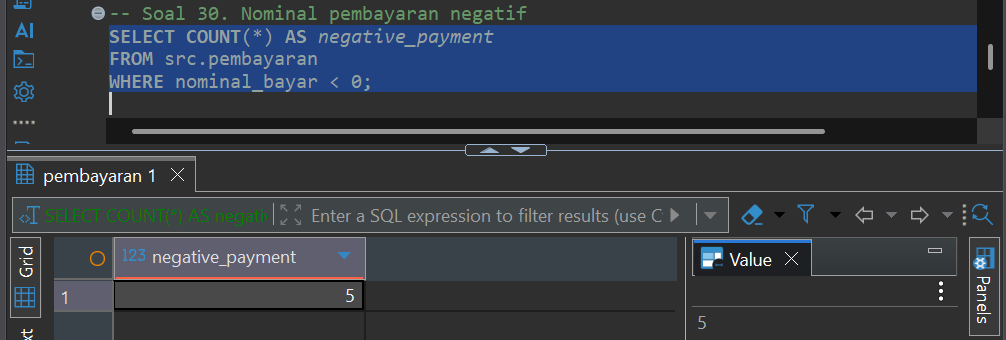 -- Soal 30. Nominal pembayaran negatif
SELECT COUNT(*) AS negative_payment
FROM src.pembayaran
WHERE nominal_bayar < 0;
AI
pembayaran 1
SELECT COUNT(*) AS negati
Enter a SQL expression to filter results (use C
Grid
123 negative_payment
Value
Panels
1
5
5
xt